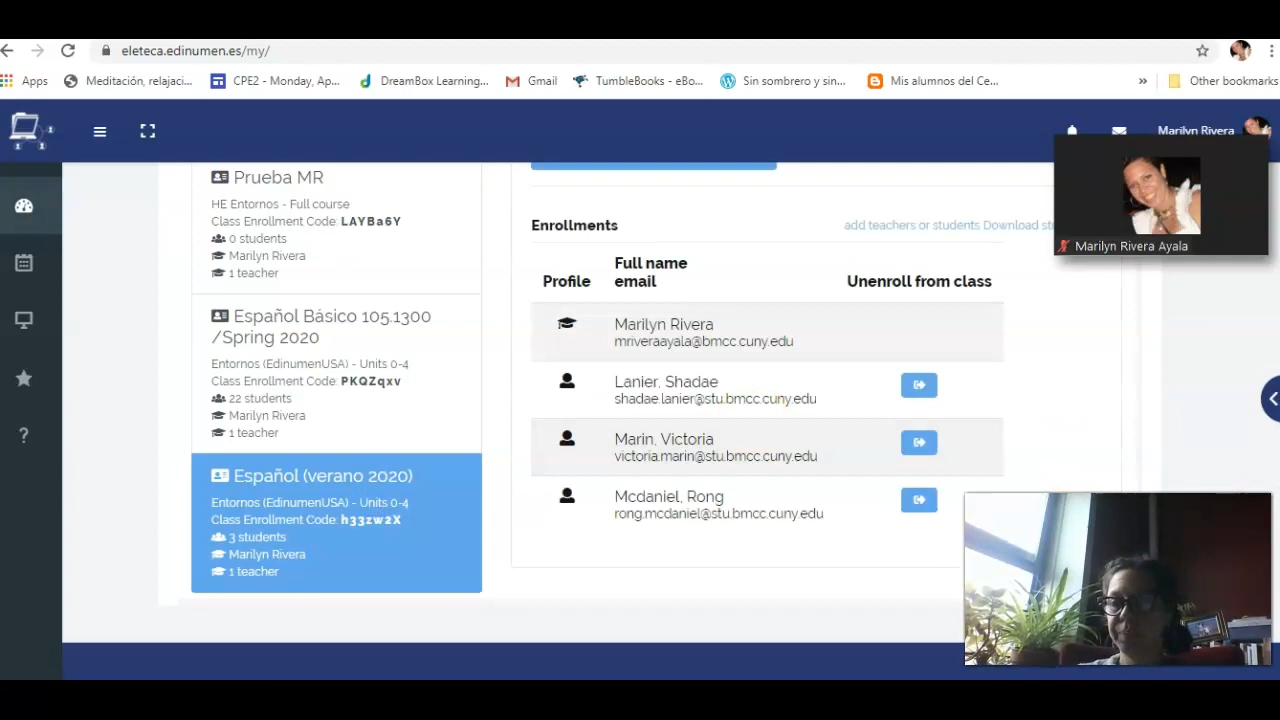 eleteca.edinumen.es/my/
Apps
Meditación, relajaci...
CPE2 - Monday, Ap...
DreamBox Learning,...
Gmail
TumbleBooks - eBo...
Sin sombrero y sin...
Mis alumnos del Ce...
»
Other bookmarks
Marilyn Rivera
Marilyn Rivera Ayala
Prueba MR
HE Entornos - Full course
Class Enrollment Code: LAYBa6Y
0 students
Marilyn Rivera
1 teacher
Español Básico 105.1300
/Spring 2020
Entornos (EdinumenUSA) - Units 0-4
Class Enrollment Code: PKQZqxv
22 students
Marilyn Rivera
1 teacher
Español (verano 2020)
Entornos (EdinumenUSA) - Units 0-4
Class Enrollment Code: h33zw2X
3 students
Marilyn Rivera
1 teacher
Enrollments
add teachers or students Download
Profile
Full name
email
Unenroll from class
Marilyn Rivera
mriveraayala@bmcc.cuny.edu
Lanier, Shadae
shadae.lanier@stu.bmcc.cuny.edu
Marin, Victoria
victoria.marin@stu.bmcc.cuny.edu
Mcdaniel, Rong
rong.mcdaniel@stu.bmcc.cuny.edu
?